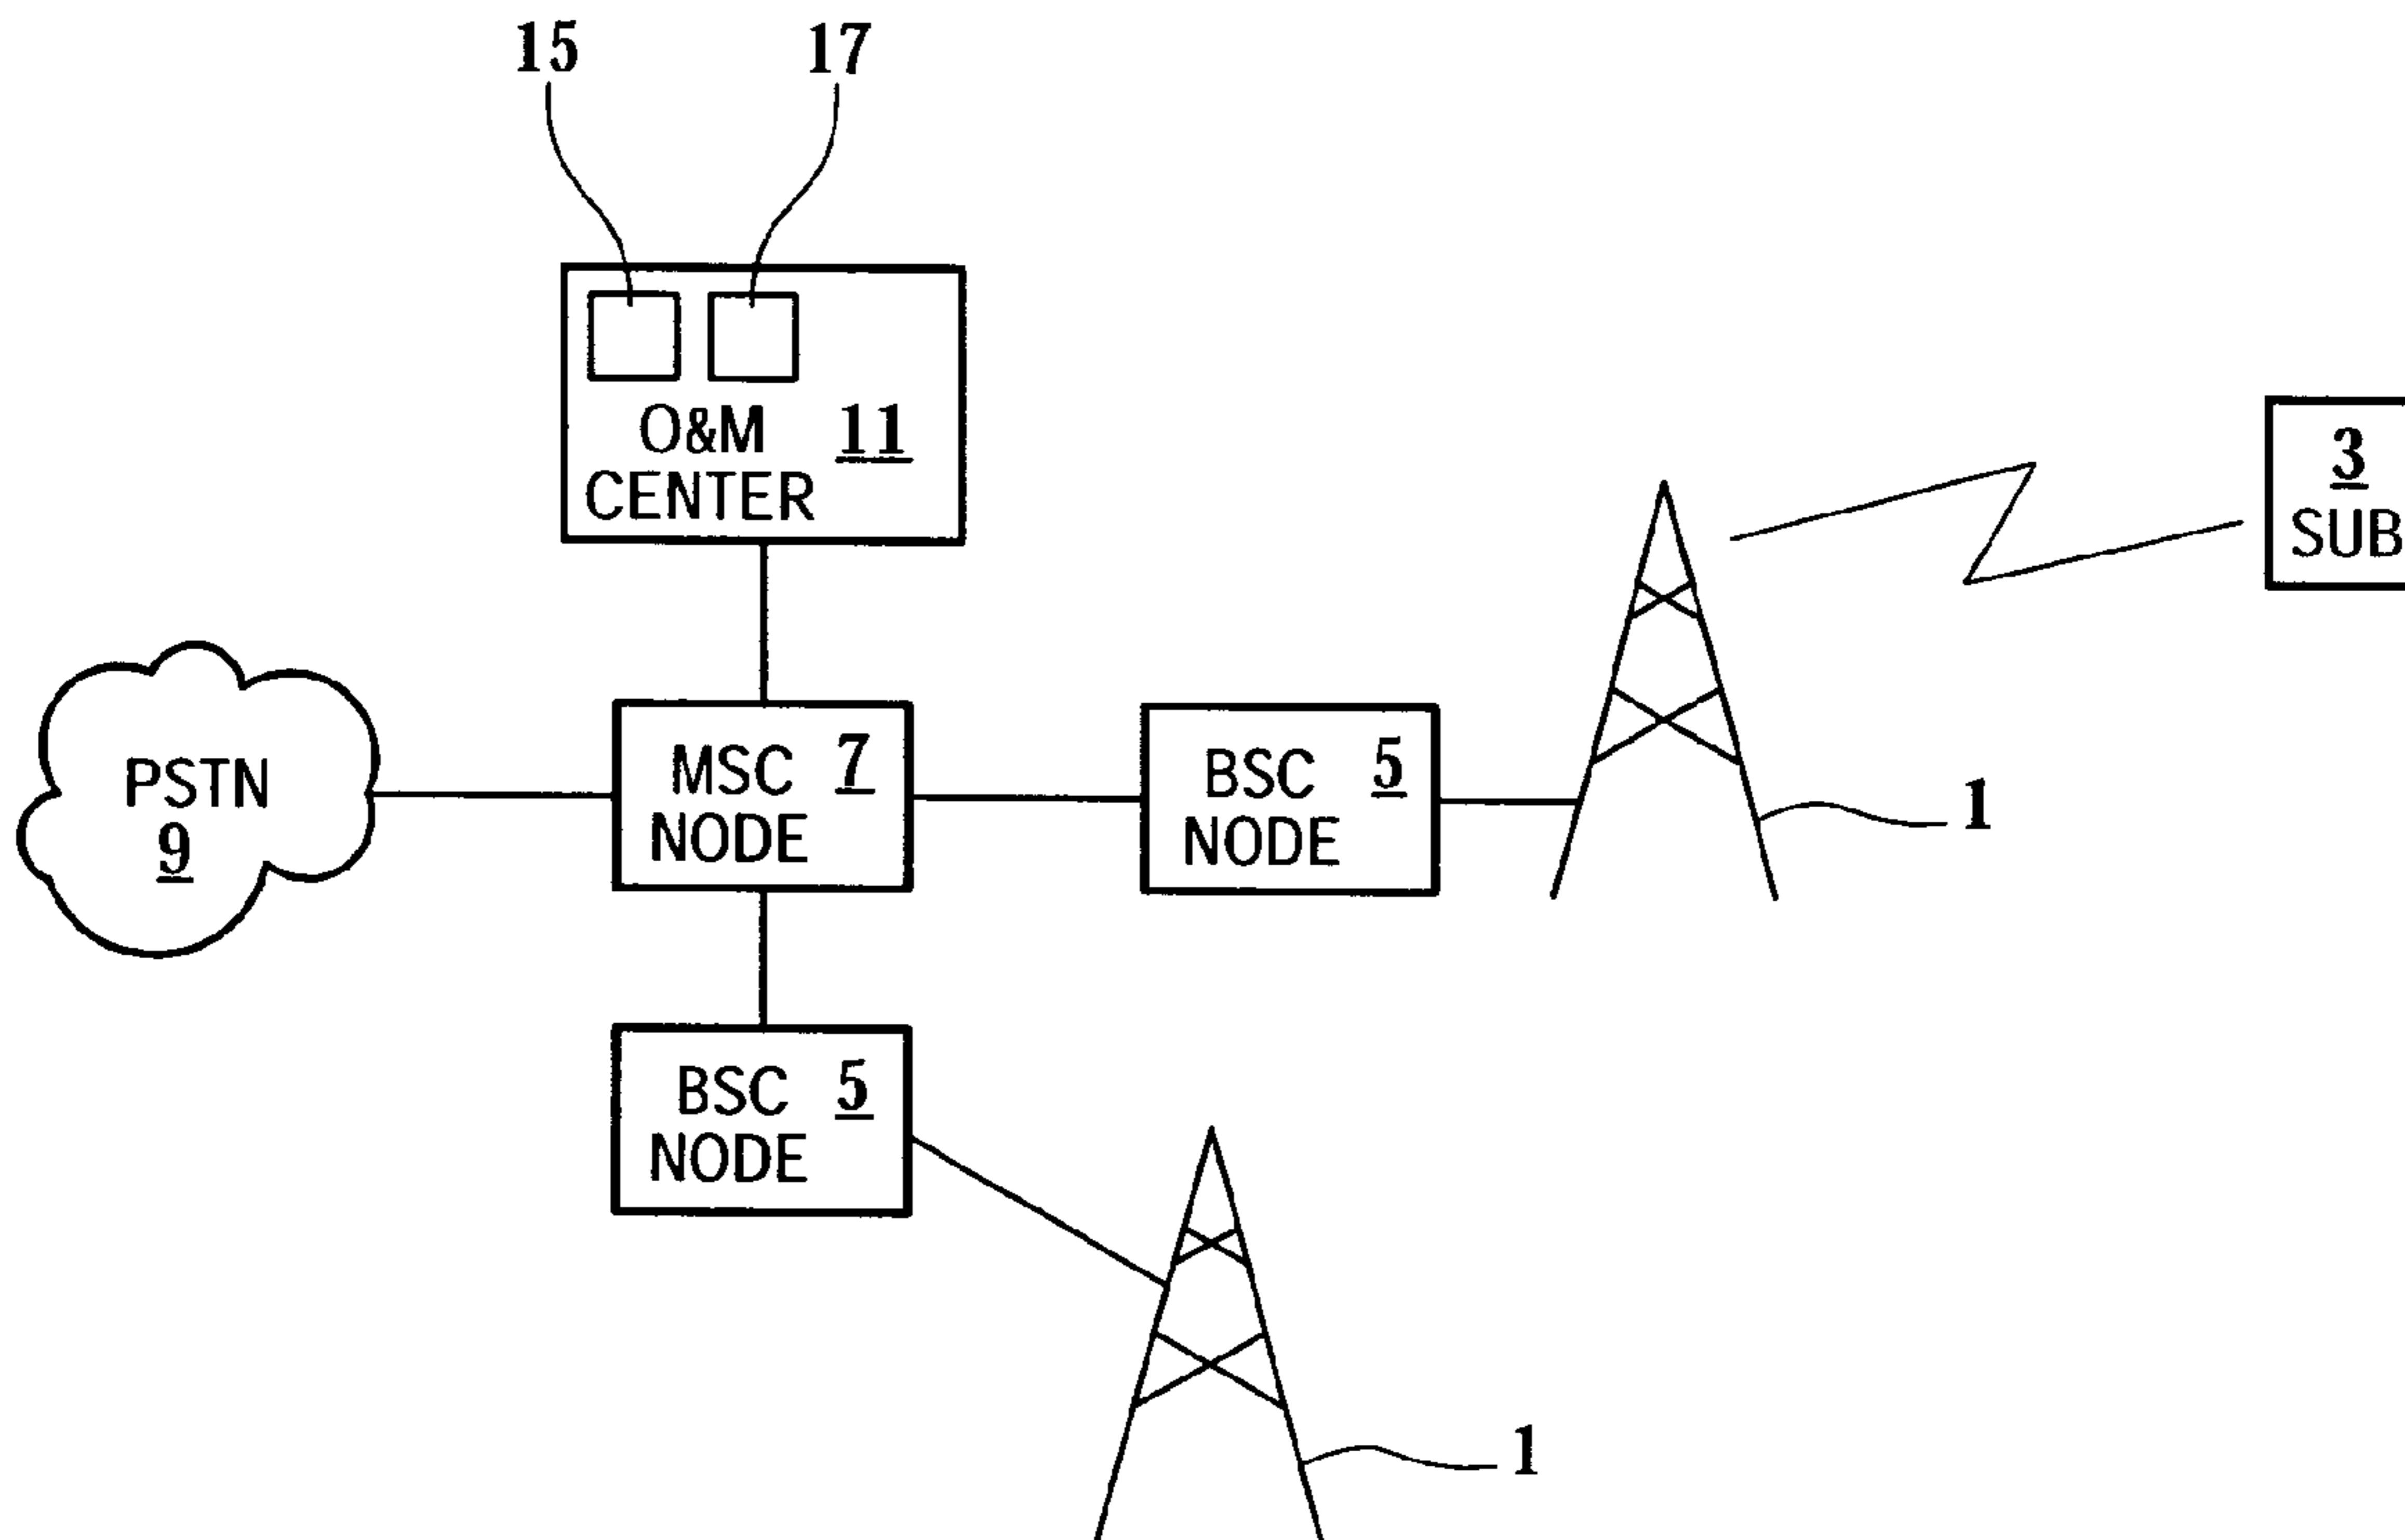 15
17
O&M 11
CENTER
3
SUB
PSTN
9
MSC 7
NODE
BSC 5
NODE
1
BSC 5
NODE
1